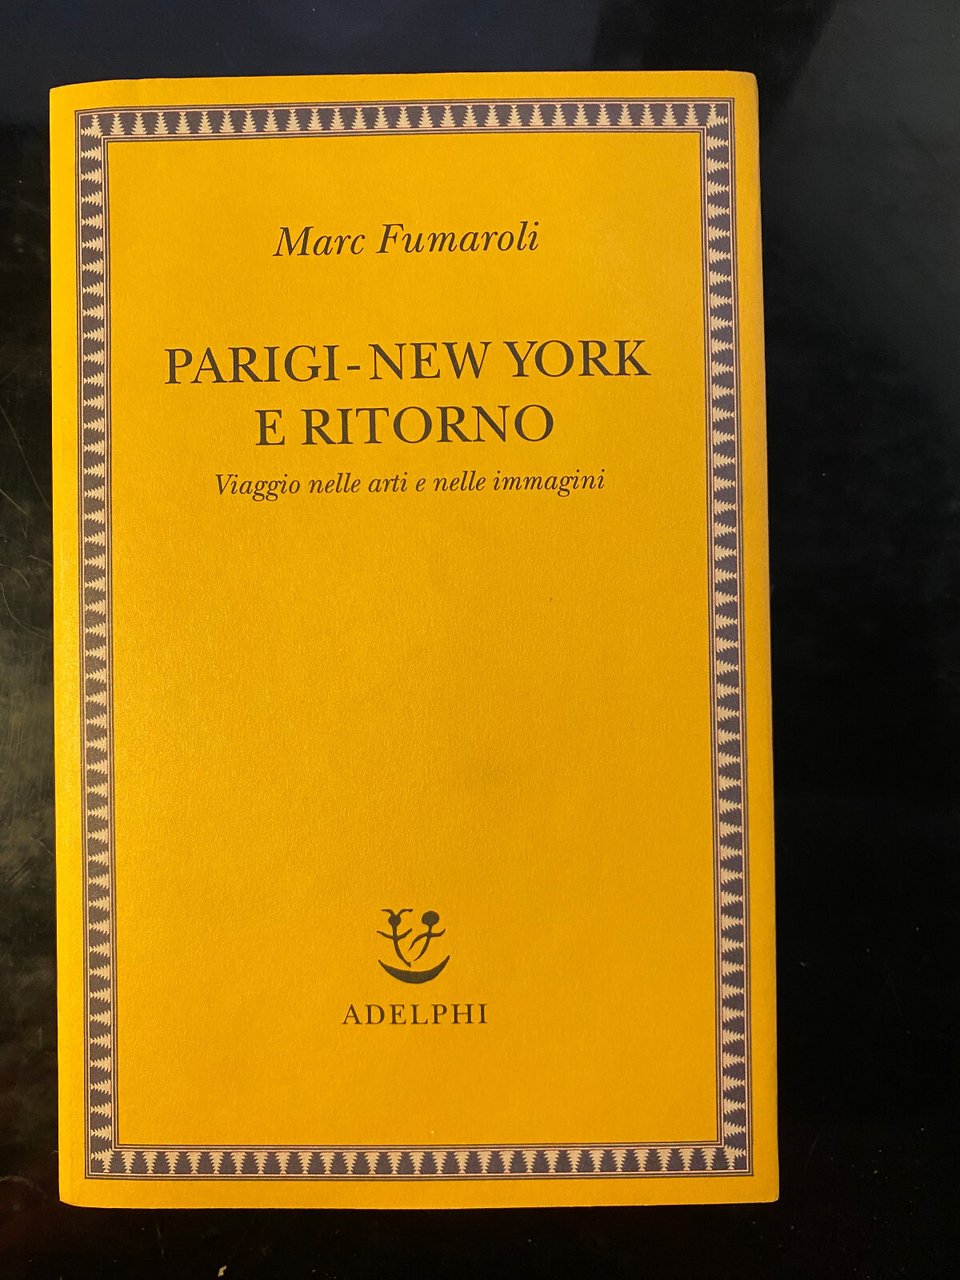 Marc Fumaroli
PARIGI-NEW YORK
E RITORNO
Viaggio nelle arti e nelle immagini
ADELPHI